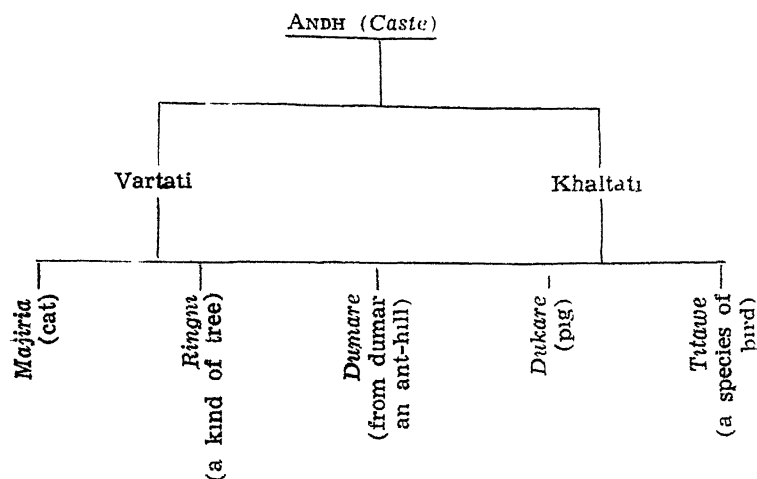 ANDH (Caste)
Vartati
Khaltati
Majiria
(cat)
Ringni
(a kind of tree)
Dumare
(from dumar
an ant-hill)
Dukare
(pig)
Titawe
(a species of
bird)